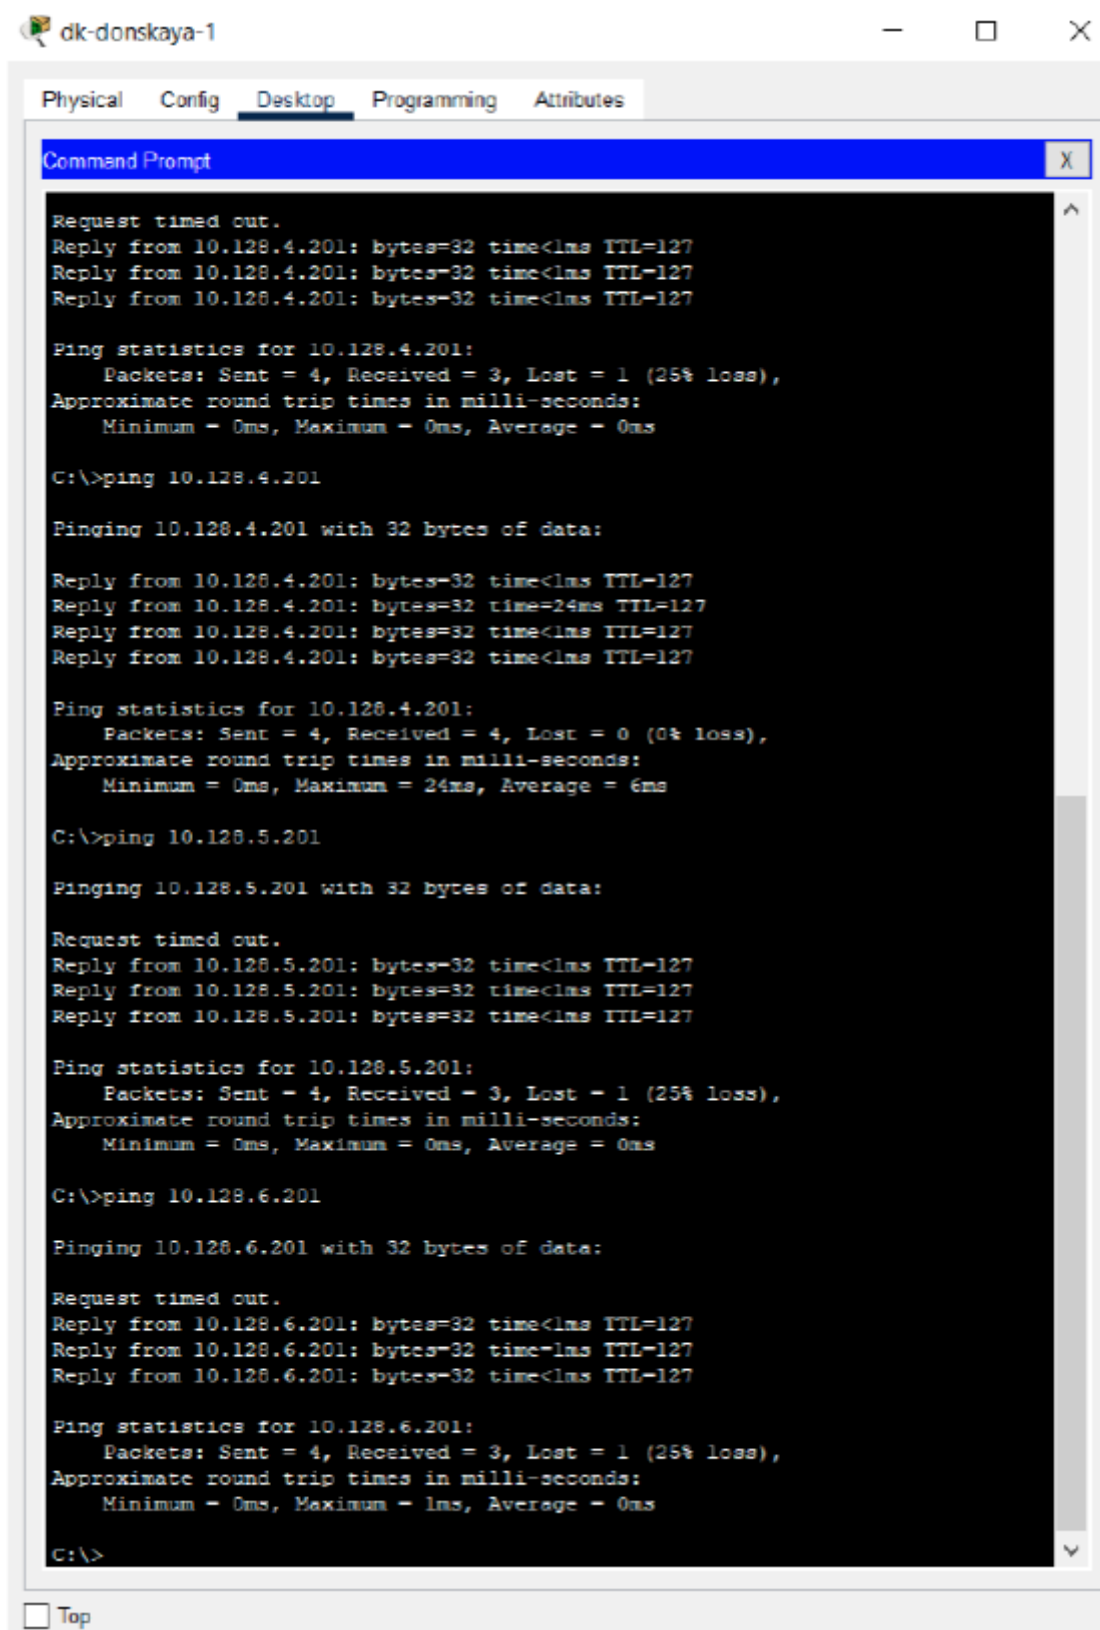 dk-donskaya-1
Physical Config Desktop Programming Attributes
Command Prompt X
Request timed out.
Reply from 10.128.4.201: bytes=32 time<1ms TTL=127
Reply from 10.128.4.201: bytes=32 time<1ms TTL=127
Reply from 10.128.4.201: bytes=32 time<1ms TTL=127
Ping statistics for 10.128.4.201:
Packets: Sent = 4, Received = 3, Lost = 1 (25% loss),
Approximate round trip times in milli-seconds:
Minimum = 0ms, Maximum = 0ms, Average = 0ms
C:\>ping 10.128.4.201
Pinging 10.128.4.201 with 32 bytes of data:
Reply from 10.128.4.201: bytes=32 time<1ms TTL=127
Reply from 10.128.4.201: bytes=32 time=24ms TTL=127
Reply from 10.128.4.201: bytes=32 time<1ms TTL=127
Reply from 10.128.4.201: bytes=32 time<1ms TTL=127
Ping statistics for 10.128.4.201:
Packets: Sent = 4, Received = 4, Lost = 0 (0% loss),
Approximate round trip times in milli-seconds:
Minimum = 0ms, Maximum = 24ms, Average = 6ms
C:\>ping 10.128.5.201
Pinging 10.128.5.201 with 32 bytes of data:
Request timed out.
Reply from 10.128.5.201: bytes=32 time<1ms TTL=127
Reply from 10.128.5.201: bytes=32 time<1ms TTL=127
Reply from 10.128.5.201: bytes=32 time<1ms TTL=127
Ping statistics for 10.128.5.201:
Packets: Sent = 4, Received = 3, Lost = 1 (25% loss),
Approximate round trip times in milli-seconds:
Minimum = 0ms, Maximum = 0ms, Average = 0ms
C:\>ping 10.128.6.201
Pinging 10.128.6.201 with 32 bytes of data:
Request timed out.
Reply from 10.128.6.201: bytes=32 time<1ms TTL=127
Reply from 10.128.6.201: bytes=32 time=1ms TTL=127
Reply from 10.128.6.201: bytes=32 time<1ms TTL=127
Ping statistics for 10.128.6.201:
Packets: Sent = 4, Received = 3, Lost = 1 (25% loss),
Approximate round trip times in milli-seconds:
Minimum = 0ms, Maximum = 1ms, Average = 0ms
C:\>
Top